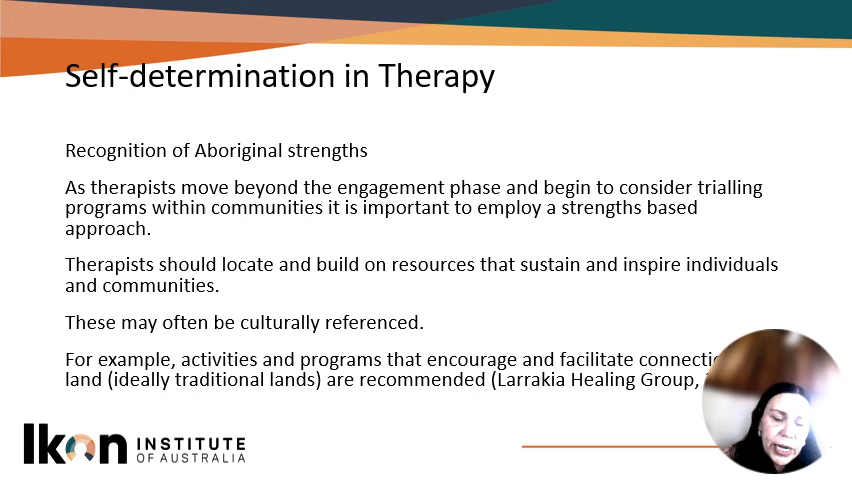 Self-determination in Therapy
Recognition of Aboriginal strengths
As therapists move beyond the engagement phase and begin to consider trialling
programs within communities it is important to employ a strengths based
approach.
Therapists should locate and build on resources that sustain and inspire individuals
and communities.
These may often be culturally referenced.
For example, activities and programs that encourage and facilitate
land (ideally traditional lands) are recommended (Larrakia Healing Group,
Ikon INSTITUTE
OF AUSTRALIA